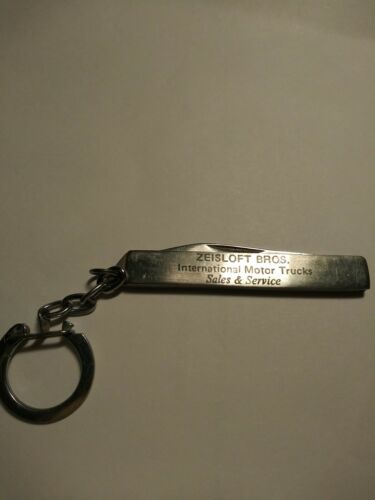 ZEISLOFT BROS.
International Motor Trucks
Sales & Service